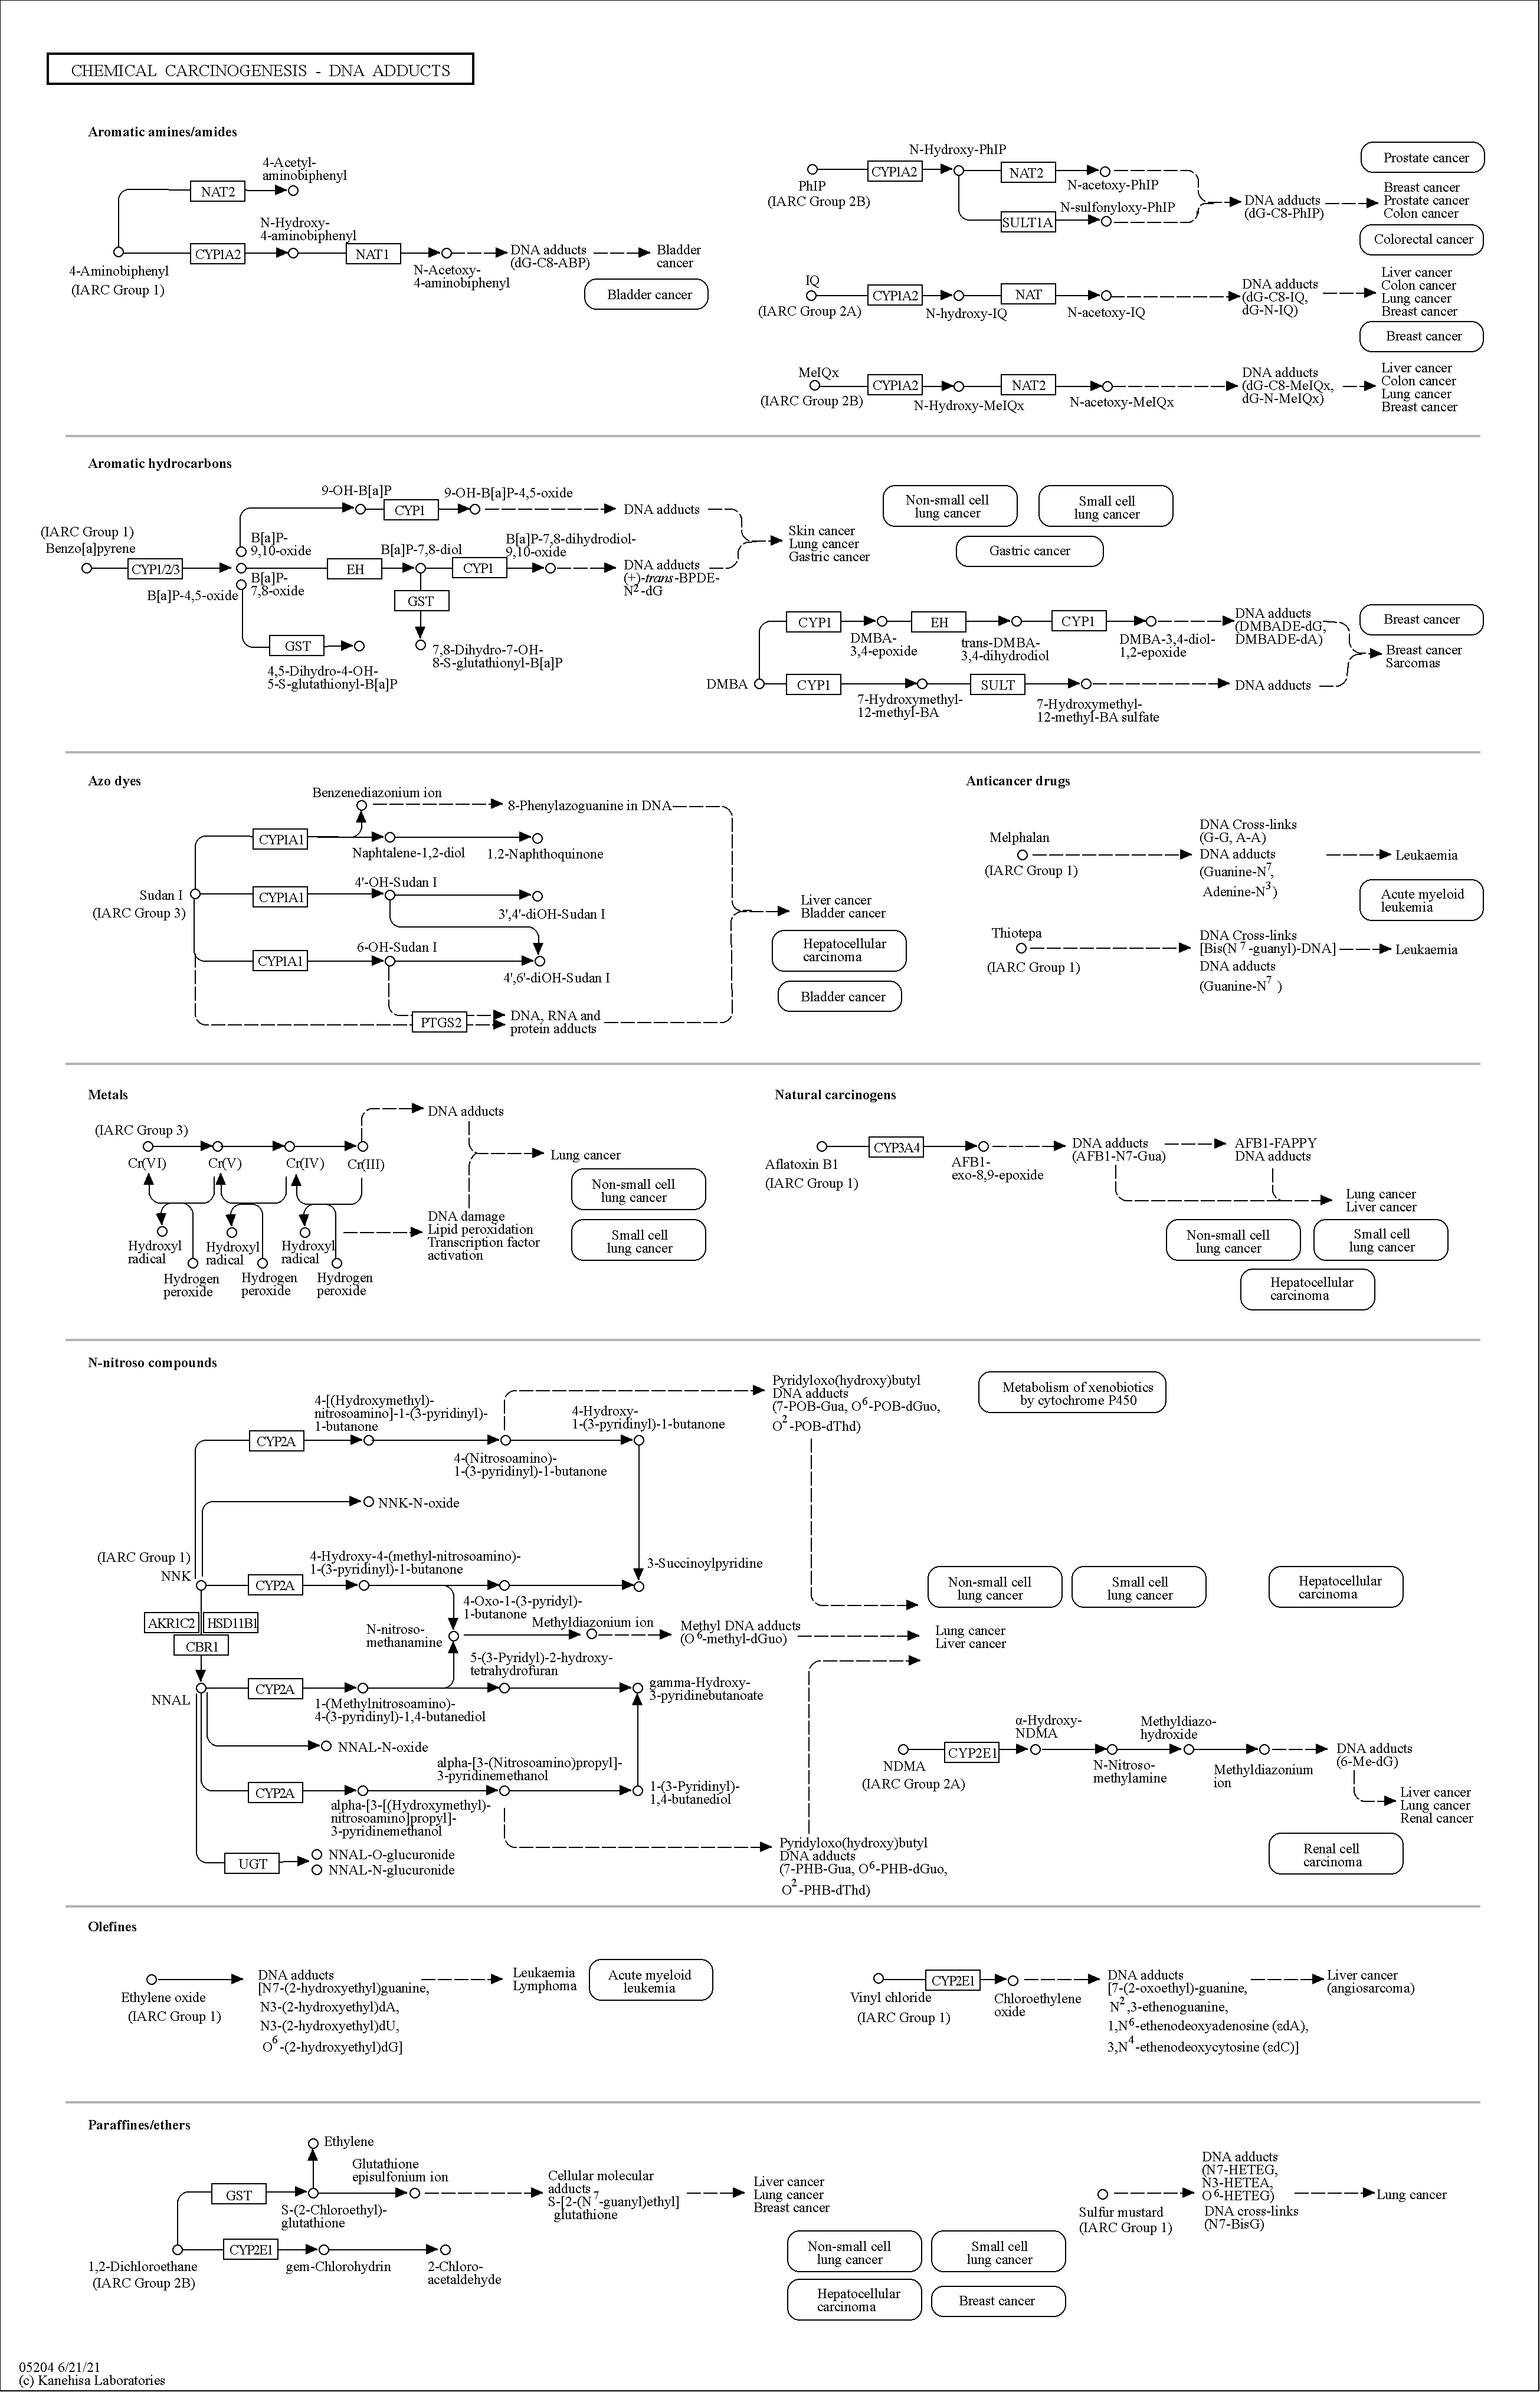 CHEMICAL CARCINOGENESIS - DNA ADDUCTS
Aromatic amines/amides
4-Acetyl-
aminobiphenyl
NAT2
N-Hydroxy-
4-aminobiphenyl
CYP1A2
NAT1
4-Aminobiphenyl
(IARC Group 1)
N-Acetoxy-
4-aminobiphenyl
DNA adducts
(dG-C8-ABP)
Bladder
cancer
Bladder cancer
N-Hydroxy-PhIP
CYP1A2
NAT2
PhIP
(IARC Group 2B)
N-acetoxy-PhIP
N-sulfonyloxy-PhIP
SULT1A
DNA adducts
(dG-C8-PhIP)
Prostate cancer
Breast cancer
Prostate cancer
Colon cancer
Colorectal cancer
IQ
(IARC Group 2A)
CYP1A2
N-hydroxy-IQ
NAT
N-acetoxy-IQ
DNA adducts
(dG-C8-IQ,
dG-N-IQ)
Liver cancer
Colon cancer
Lung cancer
Breast cancer
Breast cancer
MeIQx
(IARC Group 2B)
CYP1A2
N-Hydroxy-MeIQx
NAT2
N-acetoxy-MeIQx
DNA adducts
(dG-C8-MeIQx,
dG-N-MeIQx)
Liver cancer
Colon cancer
Lung cancer
Breast cancer
Aromatic hydrocarbons
9-OH-B[a]P
CYP1
9-OH-B[a]P-4,5-oxide
DNA adducts
(IARC Group 1)
Benzo[a]pyrene
CYP1/2/3
B[a]P-
9,10-oxide
B[a]P-
7,8-oxide
B[a]P-4,5-oxide
EH
B[a]P-7,8-diol
CYP1
B[a]P-7,8-dihydrodiol-
9,10-oxide
DNA adducts
(+)-trans-BPDE-
N2-dG
Skin cancer
Lung cancer
Gastric cancer
GST
GST
4,5-Dihydro-4-OH-
5-S-glutathionyl-B[a]P
7,8-Dihydro-7-OH-
8-S-glutathionyl-B[a]P
Non-small cell
lung cancer
Small cell
lung cancer
Gastric cancer
DMBA
CYP1
DMBA-
3,4-epoxide
EH
trans-DMBA-
3,4-dihydrodiol
CYP1
DMBA-3,4-diol-
1,2-epoxide
DNA adducts
(DMBADE-dG,
DMBADE-dA)
Breast cancer
Breast cancer
Sarcomas
CYP1
7-Hydroxymethyl-
12-methyl-BA
SULT
7-Hydroxymethyl-
12-methyl-BA sulfate
DNA adducts
Azo dyes
Benzenediazonium ion
8-Phenylazoguanine in DNA
CYP1A1
Naphtalene-1,2-diol
1.2-Naphthoquinone
Sudan I
(IARC Group 3)
CYP1A1
4'-OH-Sudan I
3',4'-diOH-Sudan I
CYP1A1
6-OH-Sudan I
4',6'-diOH-Sudan I
PTGS2
DNA, RNA and
protein adducts
Liver cancer
Bladder cancer
Hepatocellular
carcinoma
Bladder cancer
Anticancer drugs
Melphalan
(IARC Group 1)
DNA Cross-links
(G-G, A-A)
DNA adducts
(Guanine-N7,
Adenine-N3)
Leukaemia
Acute myeloid
leukemia
Thiotepa
(IARC Group 1)
DNA Cross-links
[Bis(N7-guanyl)-DNA]
DNA adducts
(Guanine-N7 )
Leukaemia
Metals
(IARC Group 3)
Cr(VI)
Cr(V)
Cr(IV)
Cr(III)
DNA adducts
Lung cancer
Hydroxyl
radical
Hydroxyl
radical
Hydroxyl
radical
Hydrogen
peroxide
Hydrogen
peroxide
Hydrogen
peroxide
DNA damage
Lipid peroxidation
Transcription factor
activation
Non-small cell
lung cancer
Small cell
lung cancer
Natural carcinogens
Aflatoxin B1
(IARC Group 1)
CYP3A4
AFB1-
exo-8,9-epoxide
DNA adducts
(AFB1-N7-Gua)
AFB1-FAPPY
DNA adducts
Lung cancer
Liver cancer
Non-small cell
lung cancer
Small cell
lung cancer
Hepatocellular
carcinoma
N-nitroso compounds
4-[(Hydroxymethyl)-
nitrosoamino]-1-(3-pyridinyl)-
1-butanone
CYP2A
4-(Nitrosoamino)-
1-(3-pyridinyl)-1-butanone
4-Hydroxy-
1-(3-pyridinyl)-1-butanone
Pyridyloxo(hydroxy)butyl
DNA adducts
(7-POB-Gua, O6-POB-dGuo,
O2-POB-dThd)
Metabolism of xenobiotics
by cytochrome P450
NNK-N-oxide
(IARC Group 1)
NNK
CYP2A
4-Hydroxy-4-(methyl-nitrosoamino)-
1-(3-pyridinyl)-1-butanone
4-Oxo-1-(3-pyridyl)-
1-butanone
3-Succinoylpyridine
AKR1C2
HSD11B1
CBR1
N-nitroso-
methanamine
Methyldiazonium ion
Methyl DNA adducts
(O6-methyl-dGuo)
Lung cancer
Liver cancer
Non-small cell
lung cancer
Small cell
lung cancer
Hepatocellular
carcinoma
NNAL
CYP2A
1-(Methylnitrosoamino)-
4-(3-pyridinyl)-1,4-butanediol
5-(3-Pyridyl)-2-hydroxy-
tetrahydrofuran
gamma-Hydroxy-
3-pyridinebutanoate
NNAL-N-oxide
CYP2A
alpha-[3-[(Hydroxymethyl)-
nitrosoamino]propyl]-
3-pyridinemethanol
alpha-[3-(Nitrosoamino)propyl]-
3-pyridinemethanol
1-(3-Pyridinyl)-
1,4-butanediol
UGT
NNAL-O-glucuronide
NNAL-N-glucuronide
Pyridyloxo(hydroxy)butyl
DNA adducts
(7-PHB-Gua, O6-PHB-dGuo,
O2-PHB-dThd)
NDMA
(IARC Group 2A)
CYP2E1
α-Hydroxy-
NDMA
N-Nitroso-
methylamine
Methyldiazo-
hydroxide
Methyldiazonium
ion
DNA adducts
(6-Me-dG)
Liver cancer
Lung cancer
Renal cancer
Renal cell
carcinoma
Olefines
Ethylene oxide
(IARC Group 1)
DNA adducts
[N7-(2-hydroxyethyl)guanine,
N3-(2-hydroxyethyl)dA,
N3-(2-hydroxyethyl)dU,
O6-(2-hydroxyethyl)dG]
Leukaemia
Lymphoma
Acute myeloid
leukemia
Vinyl chloride
(IARC Group 1)
CYP2E1
Chloroethylene
oxide
DNA adducts
[7-(2-oxoethyl)-guanine,
N2,3-ethenoguanine,
1,N6-ethenodeoxyadenosine (εdA),
3,N4-ethenodeoxycytosine (εdC)]
Liver cancer
(angiosarcoma)
Paraffines/ethers
Ethylene
GST
S-(2-Chloroethyl)-
glutathione
Glutathione
episulfonium ion
Cellular molecular
adducts
S-[2-(N7-guanyl)ethyl]
glutathione
Liver cancer
Lung cancer
Breast cancer
1,2-Dichloroethane
(IARC Group 2B)
CYP2E1
gem-Chlorohydrin
2-Chloro-
acetaldehyde
Non-small cell
lung cancer
Small cell
lung cancer
Hepatocellular
carcinoma
Breast cancer
Sulfur mustard
(IARC Group 1)
DNA adducts
(N7-HETEG,
N3-HETEA,
O6-HETEG)
DNA cross-links
(N7-BisG)
Lung cancer
05204 6/21/21
(c) Kanehisa Laboratories